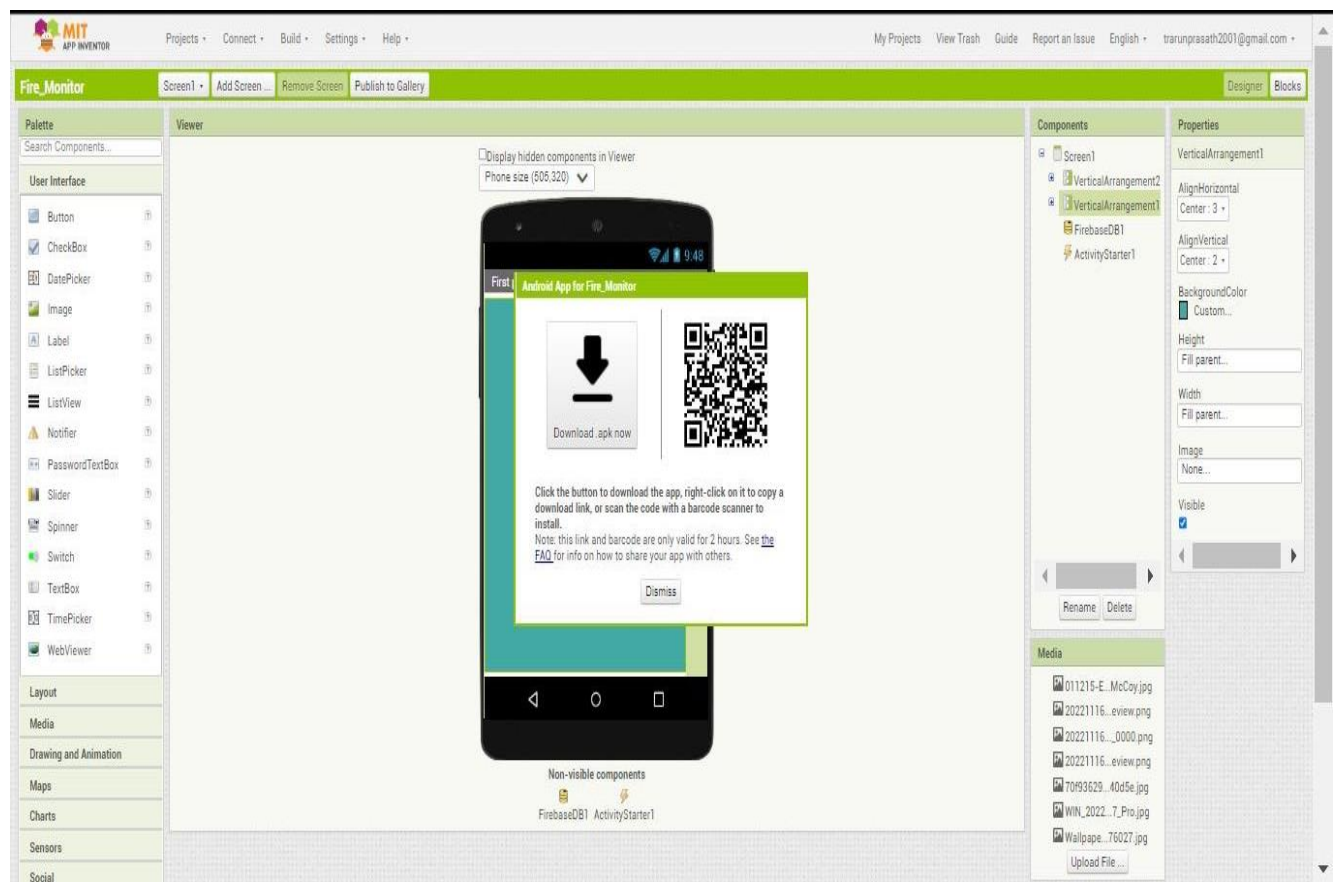 MIT
APP INVENTOR
Projects Connect Build Settings Help
My Projects View Trash Guide Report an Issue English trarunprasath2001@gmail.com
Fire_Monitor
Screen1 Add Screen ... Remove Screen Publish to Gallery
Designer Blocks
Palette
Search Components...
User Interface
Button
CheckBox
DatePicker
Image
Label
ListPicker
ListView
Notifier
PasswordTextBox
Slider
Spinner
Switch
TextBox
TimePicker
WebViewer
Layout
Media
Drawing and Animation
Maps
Charts
Sensors
Social
Viewer
Display hidden components in Viewer
Phone size (505,320)
9:48
First
Android App for Fire_Monitor
Download .apk now
Click the button to download the app, right-click on it to copy a
download link, or scan the code with a barcode scanner to
install.
Note: this link and barcode are only valid for 2 hours. See the
FAQ for info on how to share your app with others.
Dismiss
Non-visible components
FirebaseDB1 ActivityStarter1
Components
Screen1
VerticalArrangement2
VerticalArrangement1
FirebaseDB1
ActivityStarter1
Rename Delete
Media
011215-E...McCoy.jpg
20221116...eview.png
20221116..._0000.png
20221116...eview.png
70f93629...40d5e.jpg
WIN_2022...7_Pro.jpg
Wallpape...76027.jpg
Upload File ...
Properties
VerticalArrangement1
AlignHorizontal
Center : 3
AlignVertical
Center : 2
BackgroundColor
Custom...
Height
Fill parent...
Width
Fill parent...
Image
None...
Visible